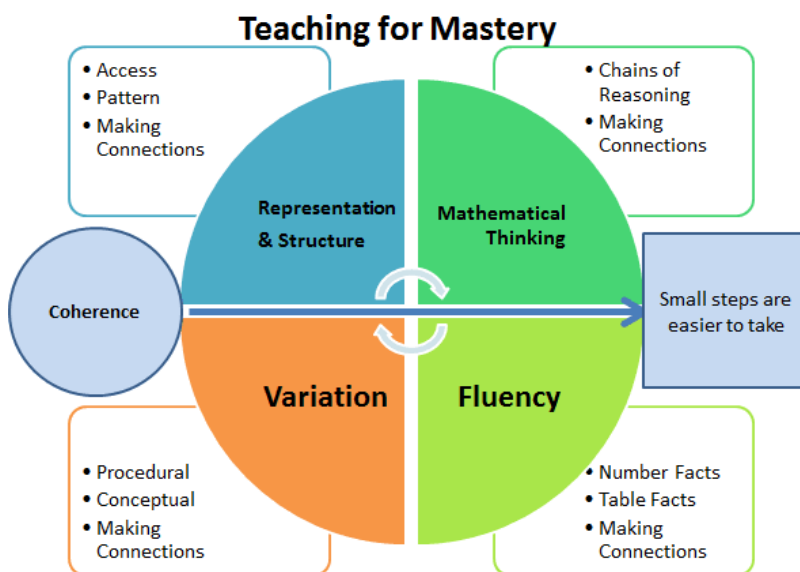 Teaching for Mastery
• Access
• Pattern
• Making
Connections
• Chains of
Reasoning
• Making
Connections
Representation
& Structure
Mathematical
Thinking
Coherence
Small steps are
easier to take
Variation
Fluency
• Procedural
• Conceptual
• Making
Connections
• Number Facts
• Table Facts
• Making
Connections